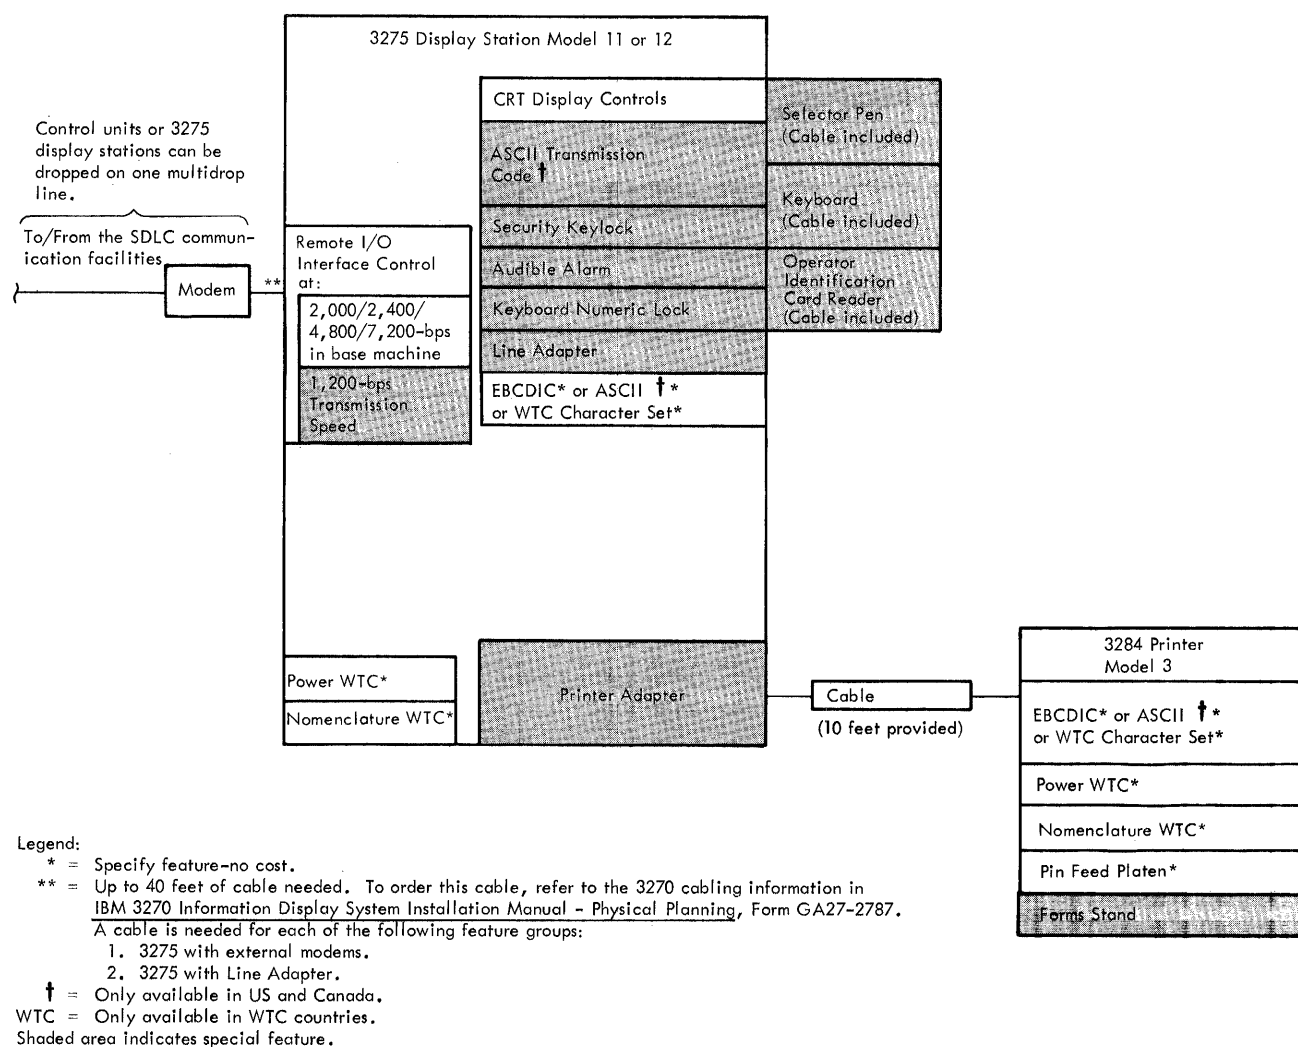 3275 Display Station Model 11 or 12
CRT Display Controls
ASCII Transmission
Code †
Security Keylock
Audible Alarm
Keyboard Numeric Lock
Line Adapter
EBCDIC* or ASCII †*
or WTC Character Set*
Selector Pen
(Cable included)
Keyboard
(Cable included)
Operator
Identification
Card Reader
(Cable included)
Control units or 3275
display stations can be
dropped on one multidrop
line.
To/From the SDLC commun-
ication facilities
Modem
**
Remote I/O
Interface Control
at:
2,000/2,400/
4,800/7,200-bps
in base machine
1,200-bps
Transmission
Speed
Power WTC*
Nomenclature WTC*
Printer Adapter
Cable
(10 feet provided)
3284 Printer
Model 3
EBCDIC* or ASCII †*
or WTC Character Set*
Power WTC*
Nomenclature WTC*
Pin Feed Platen*
Forms Stand
Legend:
* = Specify feature-no cost.
** = Up to 40 feet of cable needed. To order this cable, refer to the 3270 cabling information in
IBM 3270 Information Display System Installation Manual - Physical Planning, Form GA27-2787.
A cable is needed for each of the following feature groups:
1. 3275 with external modems.
2. 3275 with Line Adapter.
† = Only available in US and Canada.
WTC = Only available in WTC countries.
Shaded area indicates special feature.